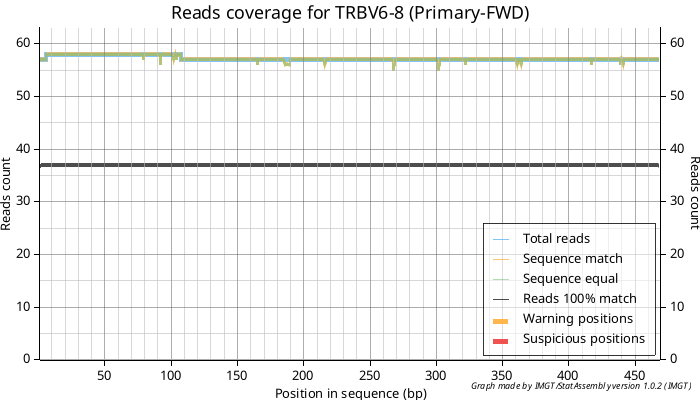 Reads coverage for TRBV6-8 (Primary-FWD)
60 60
50 50
40 40
30 30
20 20
10 10
0 0
Reads count
Reads count
Total reads
Sequence match
Sequence equal
Reads 100% match
Warning positions
Suspicious positions
50 100 150 200 250 300 350 400 450
Position in sequence (bp)
Graph made by IMGT/StatAssembly version 1.0.2 (IMGT)